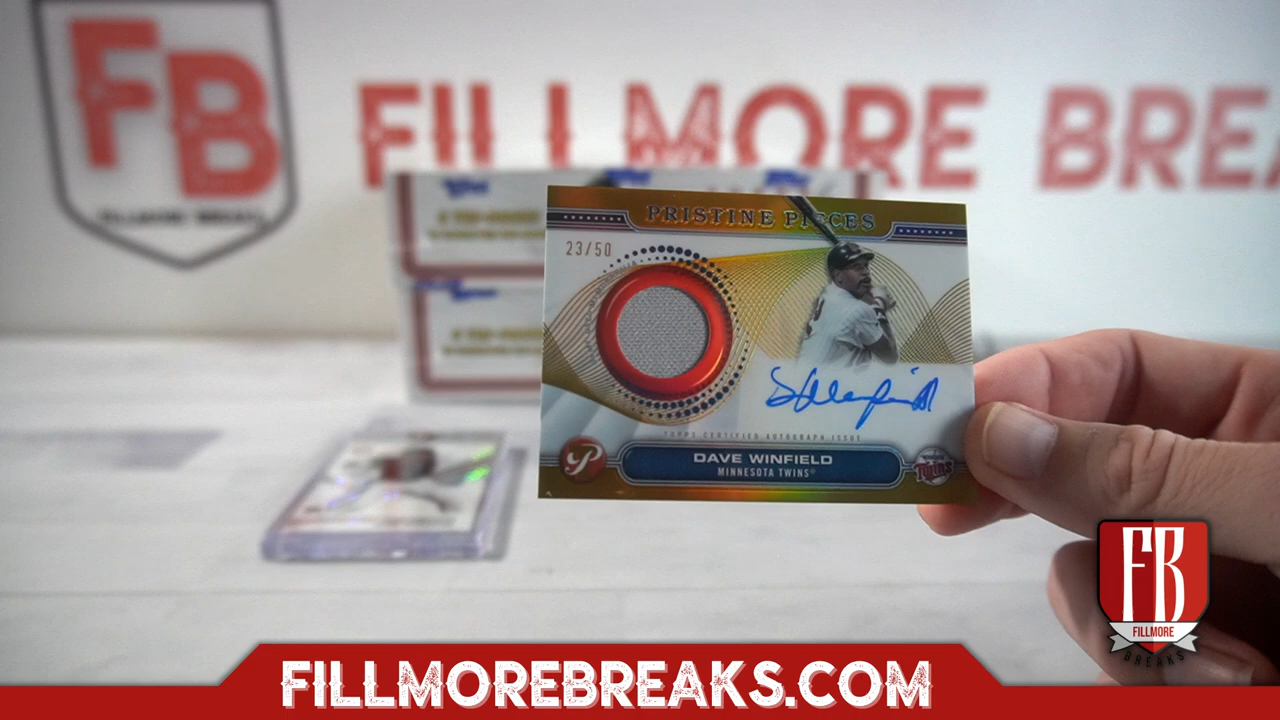 FB
FILLMORE BREAKS
FILLMORE BREA
PRISTINE PIECES
23/50
TOPPS CERTIFIED AUTOGRAPH ISSUE
P
DAVE WINFIELD
MINNESOTA TWINS®
Twins
FB
FILLMORE
BREAKS
FILLMOREBREAKS.COM